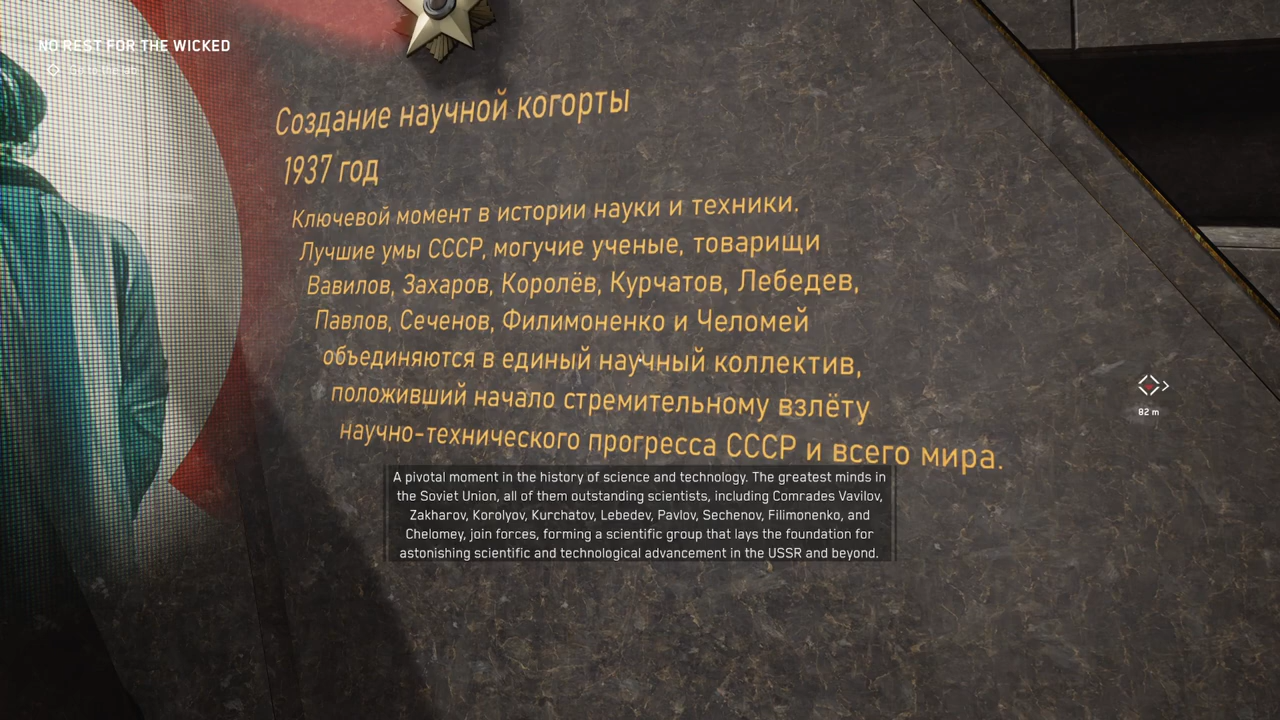 NO REST FOR THE WICKED
Создание научной когорты
1937 год
Ключевой момент в истории науки и техники.
Лучшие умы СССР, могучие ученые, товарищи
Вавилов, Захаров, Королёв, Курчатов, Лебедев,
Павлов, Сеченов, Филимоненко и Челомей
объединяются в единый научный коллектив,
положивший начало стремительному взлёту
научно-технического прогресса СССР и всего мира.
A pivotal moment in the history of science and technology. The greatest minds in
the Soviet Union, all of them outstanding scientists, including Comrades Vavilov,
Zakharov, Korolyov, Kurchatov, Lebedev, Pavlov, Sechenov, Filimonenko, and
Chelomey, join forces, forming a scientific group that lays the foundation for
astonishing scientific and technological advancement in the USSR and beyond.
82 m